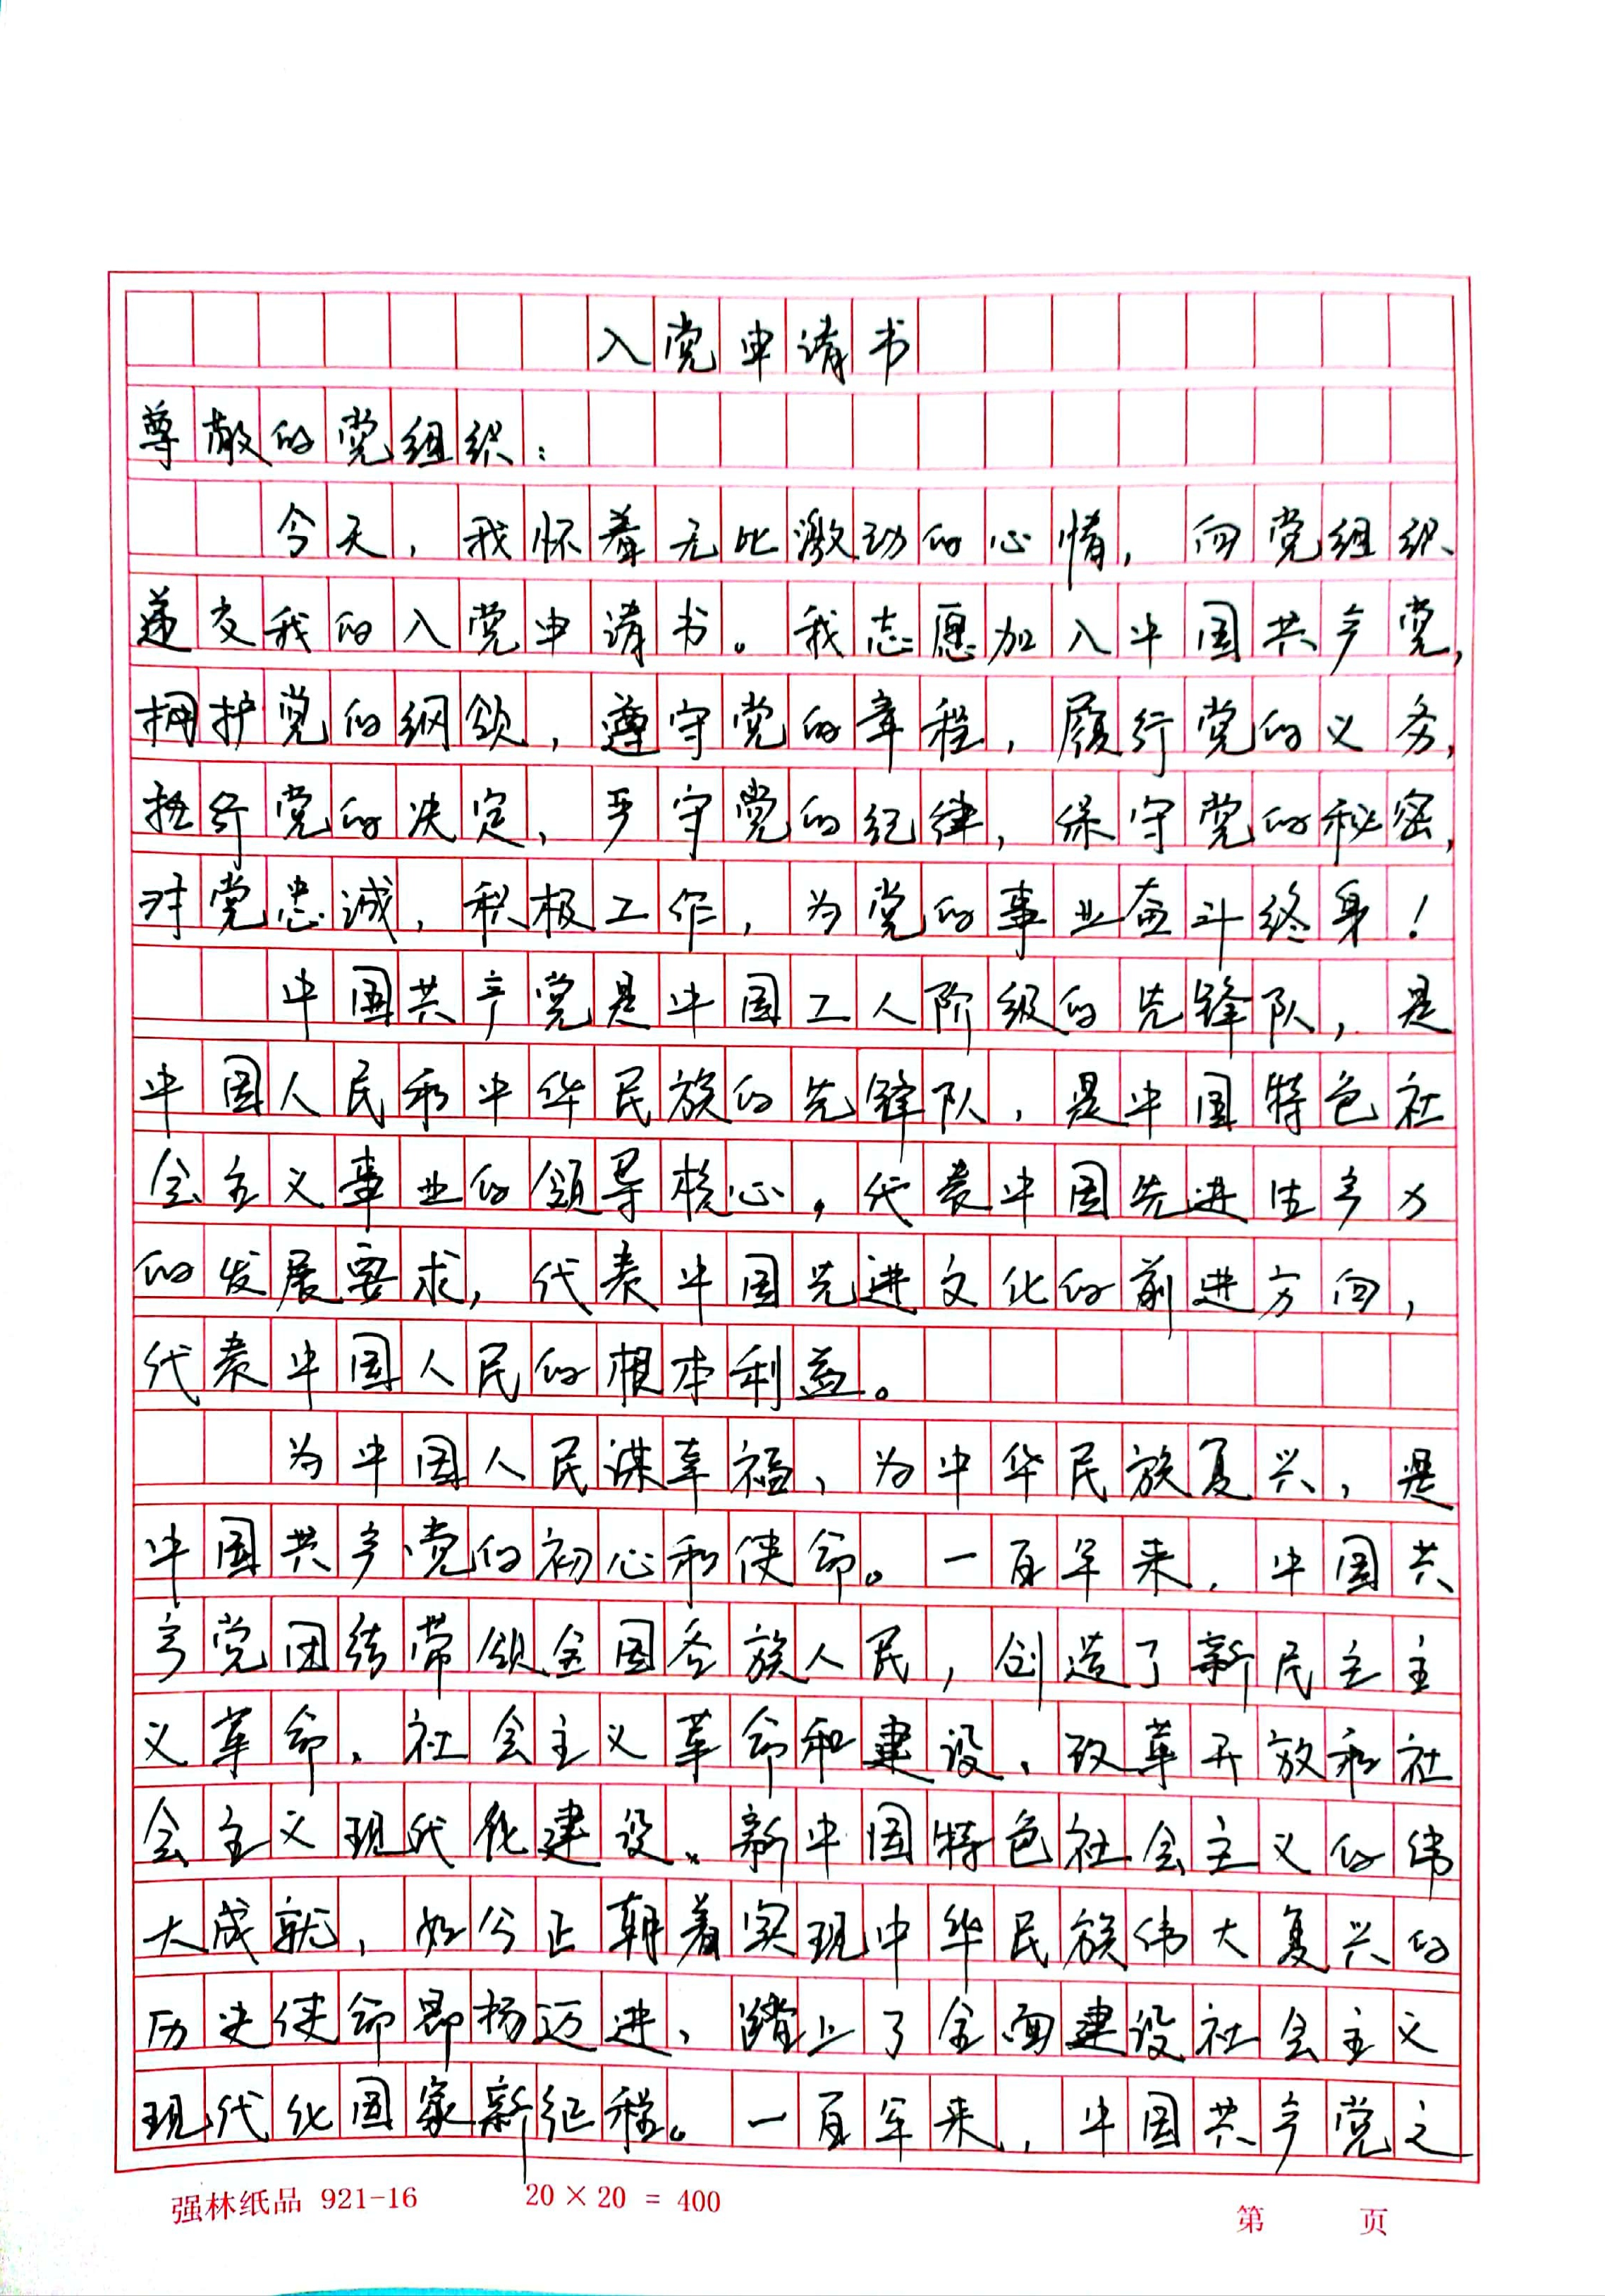 入党申请书
尊敬的党组织：
今天，我怀着无比激动的心情，向党组织
递交我的入党申请书。我志愿加入中国共产党，
拥护党的纲领，遵守党的章程，履行党的义务，
执行党的决定，严守党的纪律，保守党的秘密，
对党忠诚，积极工作，为党的事业奋斗终身！
中国共产党是中国工人阶级的先锋队，是
中国人民和中华民族的先锋队，是中国特色社
会主义事业的领导核心，代表中国先进生产力
的发展要求，代表中国先进文化的前进方向，
代表中国人民的根本利益。
为中国人民谋幸福，为中华民族复兴，是
中国共产党的初心和使命。一百年来，中国共
产党团结带领全国各族人民，创造了新民主主
义革命、社会主义革命和建设、改革开放和社
会主义现代化建设、新中国特色社会主义的伟
大成就，如今正朝着实现中华民族伟大复兴的
历史使命昂扬迈进，踏上了全面建设社会主义
现代化国家新征程。一百年来，中国共产党之
强林纸品 921-16 20×20=400 第 页